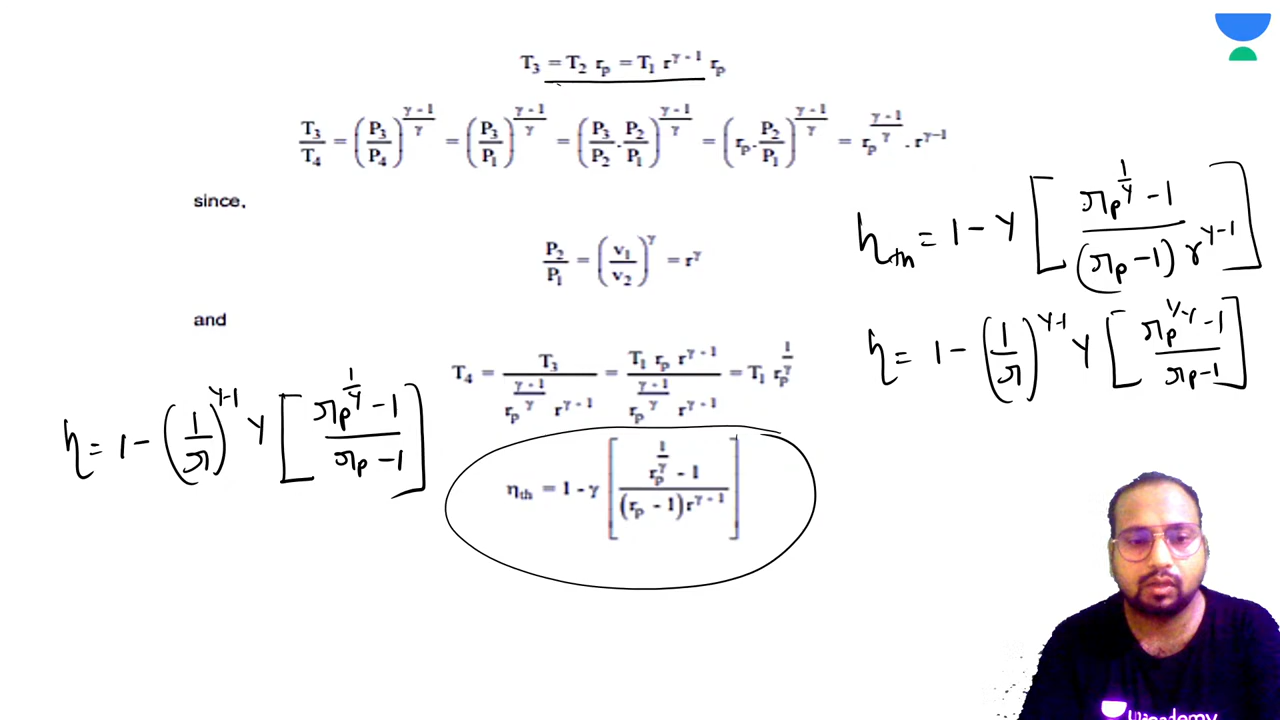 T₃ = T₂ r_p = T₁ r^(γ - 1) r_p
T₃/T₄ = (P₃/P₄)^((γ - 1)/γ) = (P₃/P₁)^((γ - 1)/γ) = (P₃/P₂ . P₂/P₁)^((γ - 1)/γ) = (r_p . P₂/P₁)^((γ - 1)/γ) = r_p^((γ - 1)/γ) . r^(γ-1)
since,
P₂/P₁ = (v₁/v₂)^γ = r^γ
and
T₄ = T₃/(r_p^((γ - 1)/γ) r^(γ - 1)) = T₁ r_p r^(γ - 1)/(r_p^((γ - 1)/γ) r^(γ - 1)) = T₁ r_p^(1/γ)
η_th = 1 - γ [(r_p^(1/γ) - 1)/((r_p - 1) r^(γ - 1))]
η_th = 1 - γ [(r_p^(1/γ) - 1)/((r_p - 1) r^(γ-1))]
η = 1 - (1/r)^(γ-1) γ [(r_p^(1/γ) - 1)/(r_p - 1)]
η = 1 - (1/r)^(γ-1) γ [(r_p^(1/γ) - 1)/(r_p - 1)]